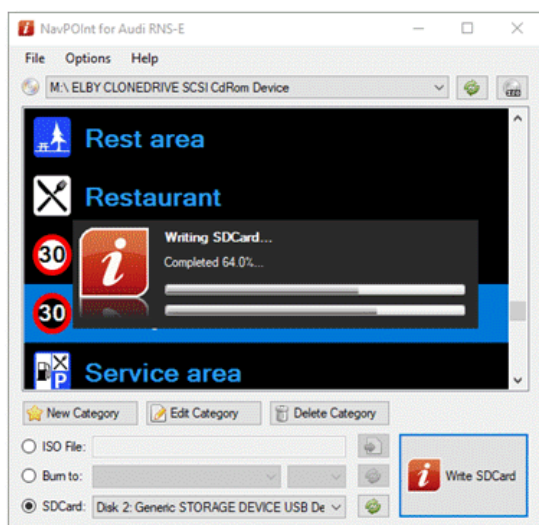 NavPOInt for Audi RNS-E
File Options Help
M:\ ELBY CLONEDRIVE SCSI CdRom Device
Rest area
Restaurant
Writing SDCard...
Completed 64.0%...
30
30
Service area
P
New Category Edit Category Delete Category
ISO File:
Burn to:
SDCard: Disk 2: Generic STORAGE DEVICE USB De
Write SDCard